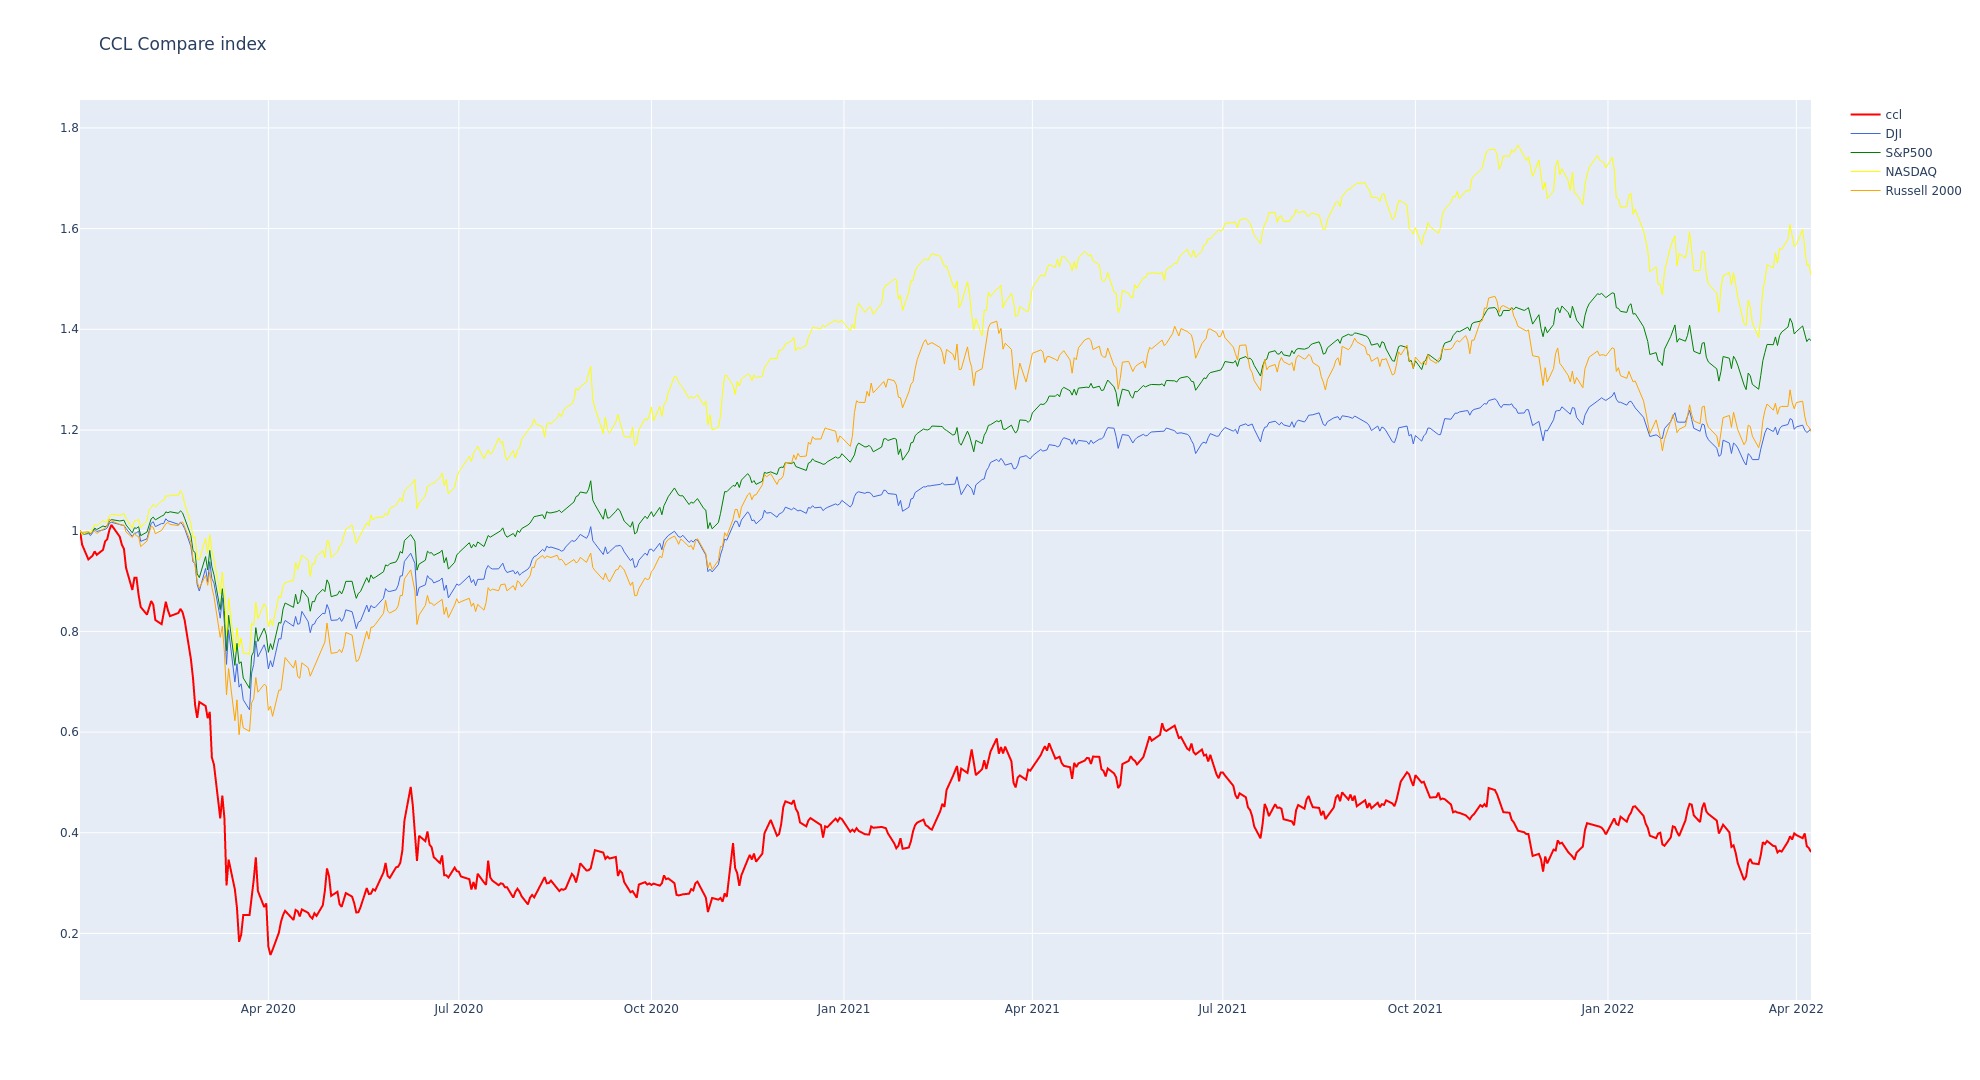 CCL Compare index
1.8
1.6
1.4
1.2
1
0.8
0.6
0.4
0.2
Apr 2020 Jul 2020 Oct 2020 Jan 2021 Apr 2021 Jul 2021 Oct 2021 Jan 2022 Apr 2022
ccl
DJI
S&P500
NASDAQ
Russell 2000